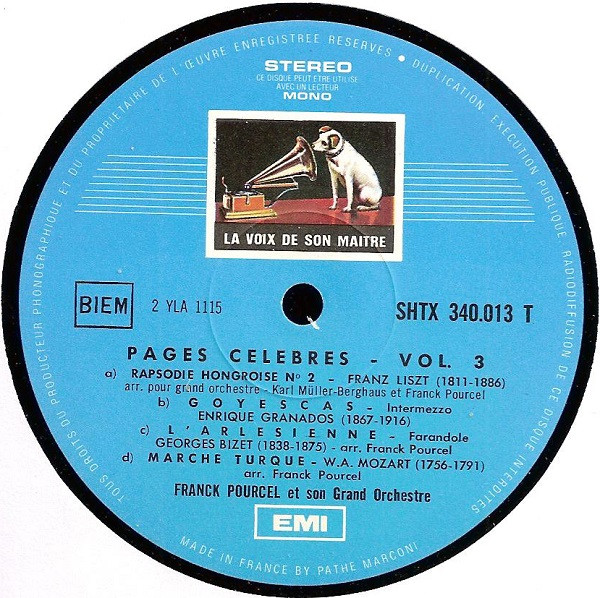 TOUS DROITS DU PRODUCTEUR PHONOGRAPHIQUE ET DU PROPRIETAIRE DE L'ŒUVRE ENREGISTREE RESERVES • DUPLICATION EXECUTION PUBLIQUE RADIODIFFUSION DE CE DISQUE INTERDITES
STEREO
CE DISQUE PEUT ETRE UTILISE
AVEC UN LECTEUR
MONO
LA VOIX DE SON MAITRE
BIEM
2 YLA 1115
SHTX 340.013 T
PAGES CELEBRES - VOL. 3
a) RAPSODIE HONGROISE N° 2 - FRANZ LISZT (1811-1886)
arr. pour grand orchestre - Karl Müller-Berghaus et Franck Pourcel
b) GOYESCAS - Intermezzo
ENRIQUE GRANADOS (1867-1916)
c) L'ARLESIENNE - Farandole
GEORGES BIZET (1838-1875) - arr. Franck Pourcel
d) MARCHE TURQUE - W.A. MOZART (1756-1791)
arr. Franck Pourcel
FRANCK POURCEL et son Grand Orchestre
EMI
MADE IN FRANCE BY PATHE MARCONI